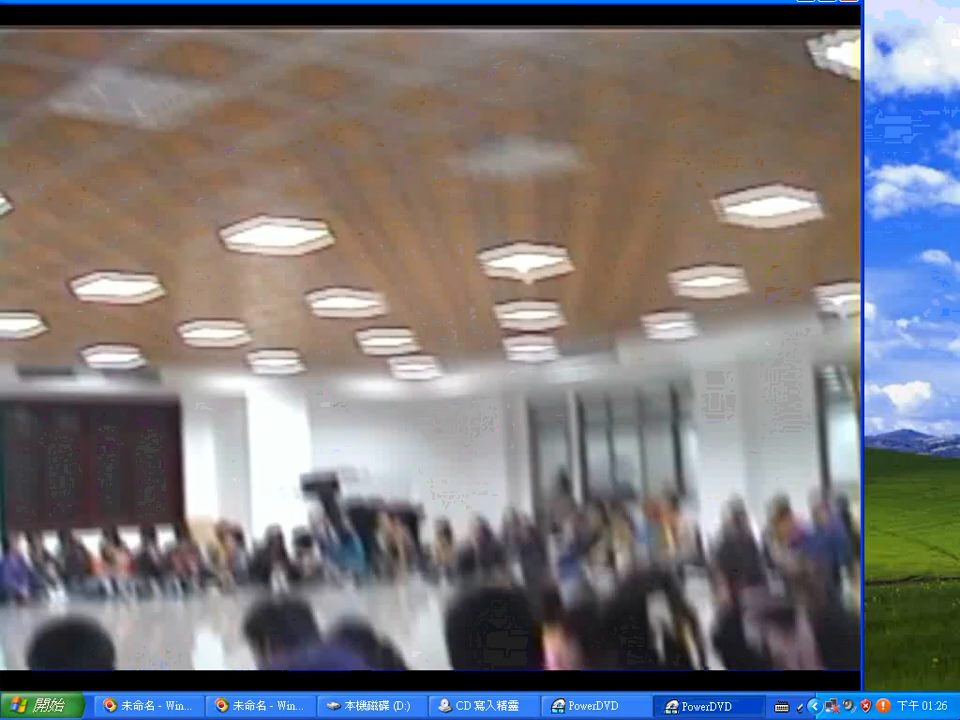 開始
未命名 - Win...
未命名 - Win...
本機磁碟 (D:)
CD 寫入精靈
PowerDVD
PowerDVD
下午 01:26